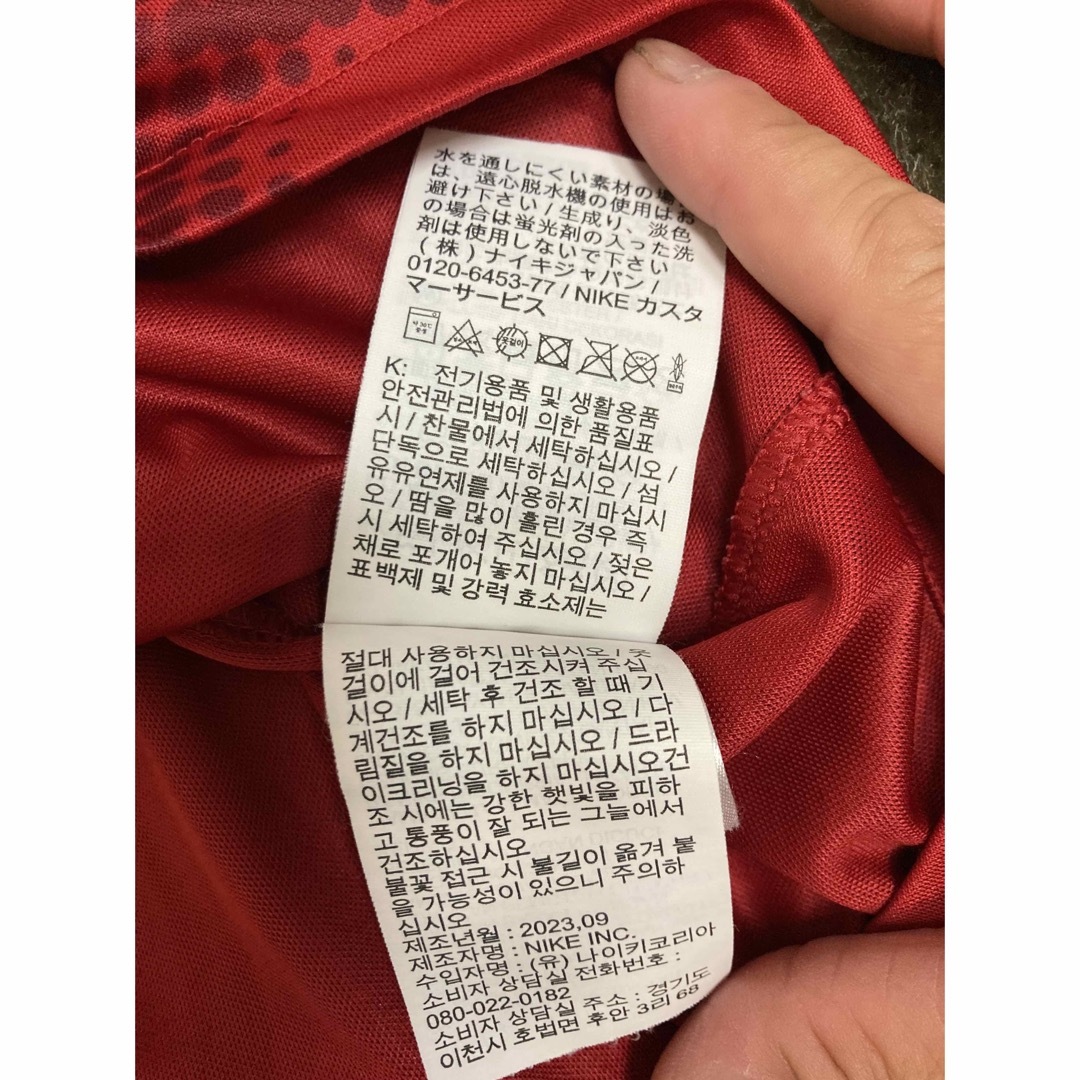 水を通しにくい素材の場
は、遠心脱水機の使用はお
避け下さい / 生成り、淡色
の場合は蛍光剤の入った洗
剤は使用しないで下さい
(株) ナイキジャパン /
0120-6453-77 / NIKE カスタ
マーサービス
약 30℃ 중성 옷걸이
K: 전기용품 및 생활용품
안전관리법에 의한 품질표
시 / 찬물에서 세탁하십시오 /
단독으로 세탁하십시오 / 섬
유유연제를 사용하지 마십시
오 / 땀을 많이 흘린 경우 즉
시 세탁하여 주십시오 / 젖은
채로 포개어 놓지 마십시오 /
표백제 및 강력 효소제는
절대 사용하지 마십시오 / 옷
걸이에 걸어 건조시켜 주십
시오 / 세탁 후 건조 할 때 기
계건조를 하지 마십시오 / 다
림질을 하지 마십시오 / 드라
이크리닝을 하지 마십시오건
조 시에는 강한 햇빛을 피하
고 통풍이 잘 되는 그늘에서
건조하십시오
불꽃 접근 시 불길이 옮겨 붙
을 가능성이 있으니 주의하
십시오
제조년월 : 2023,09
제조자명 : NIKE INC.
수입자명 : (유) 나이키코리아
소비자 상담실 전화번호 :
080-022-0182
소비자 상담실 주소 : 경기도
이천시 호법면 후안 3리 68